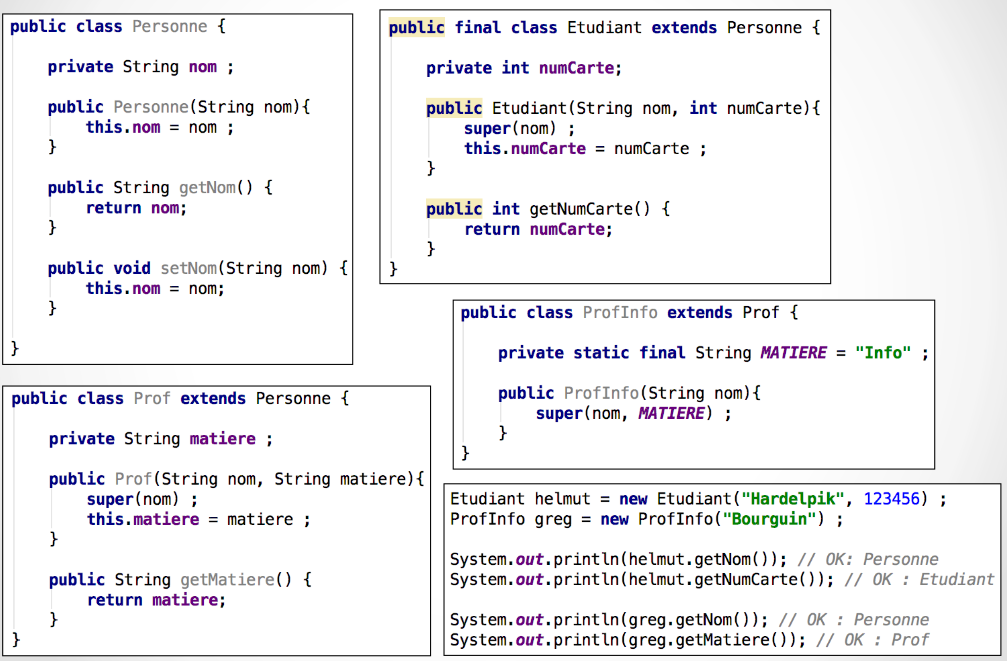 public class Personne {
private String nom ;
public Personne(String nom){
this.nom = nom ;
}
public String getNom() {
return nom;
}
public void setNom(String nom) {
this.nom = nom;
}
}
public final class Etudiant extends Personne {
private int numCarte;
public Etudiant(String nom, int numCarte){
super(nom) ;
this.numCarte = numCarte ;
}
public int getNumCarte() {
return numCarte;
}
}
public class ProfInfo extends Prof {
private static final String MATIERE = "Info" ;
public ProfInfo(String nom){
super(nom, MATIERE) ;
}
}
public class Prof extends Personne {
private String matiere ;
public Prof(String nom, String matiere){
super(nom) ;
this.matiere = matiere ;
}
public String getMatiere() {
return matiere;
}
}
Etudiant helmut = new Etudiant("Hardelpik", 123456) ;
ProfInfo greg = new ProfInfo("Bourguin") ;
System.out.println(helmut.getNom()); // OK: Personne
System.out.println(helmut.getNumCarte()); // OK : Etudiant
System.out.println(greg.getNom()); // OK : Personne
System.out.println(greg.getMatiere()); // OK : Prof